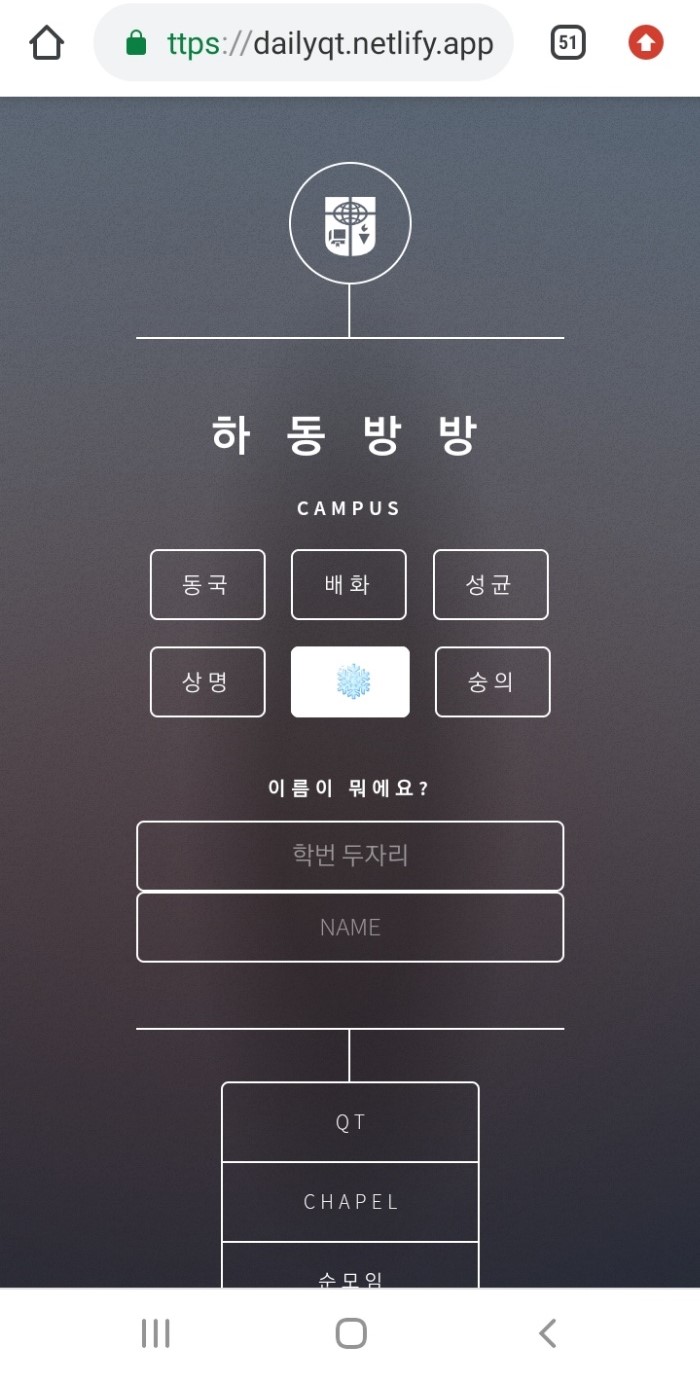 ttps://dailyqt.netlify.app
51
하동방방
CAMPUS
동국 배화 성균
상명 숭의
이름이 뭐에요?
학번 두자리
NAME
QT
CHAPEL
순모임